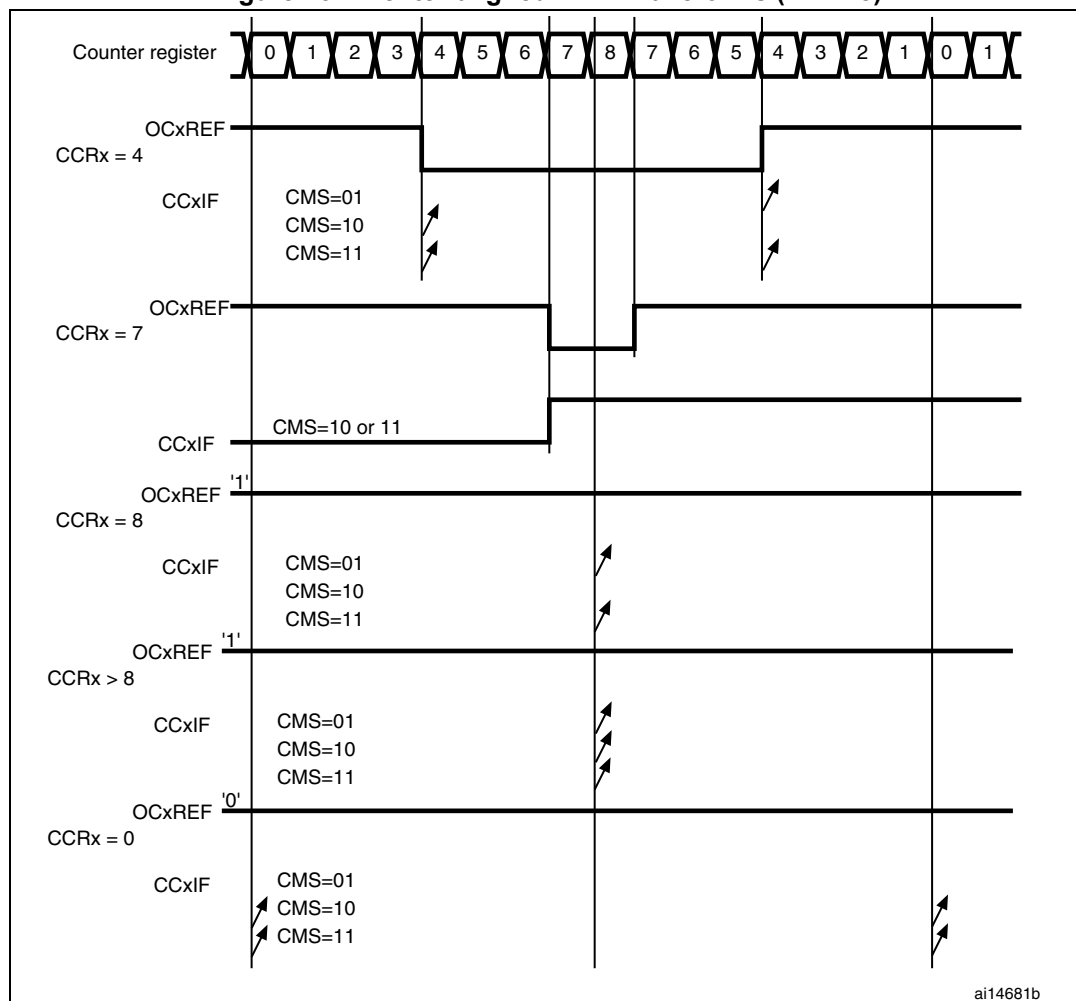 Counter register 0 1 2 3 4 5 6 7 8 7 6 5 4 3 2 1 0 1
OCxREF
CCRx = 4
CCxIF
CMS=01
CMS=10
CMS=11
OCxREF
CCRx = 7
CMS=10 or 11
CCxIF
'1'
OCxREF
CCRx = 8
CCxIF
CMS=01
CMS=10
CMS=11
'1'
OCxREF
CCRx > 8
CCxIF
CMS=01
CMS=10
CMS=11
'0'
OCxREF
CCRx = 0
CCxIF
CMS=01
CMS=10
CMS=11
ai14681b